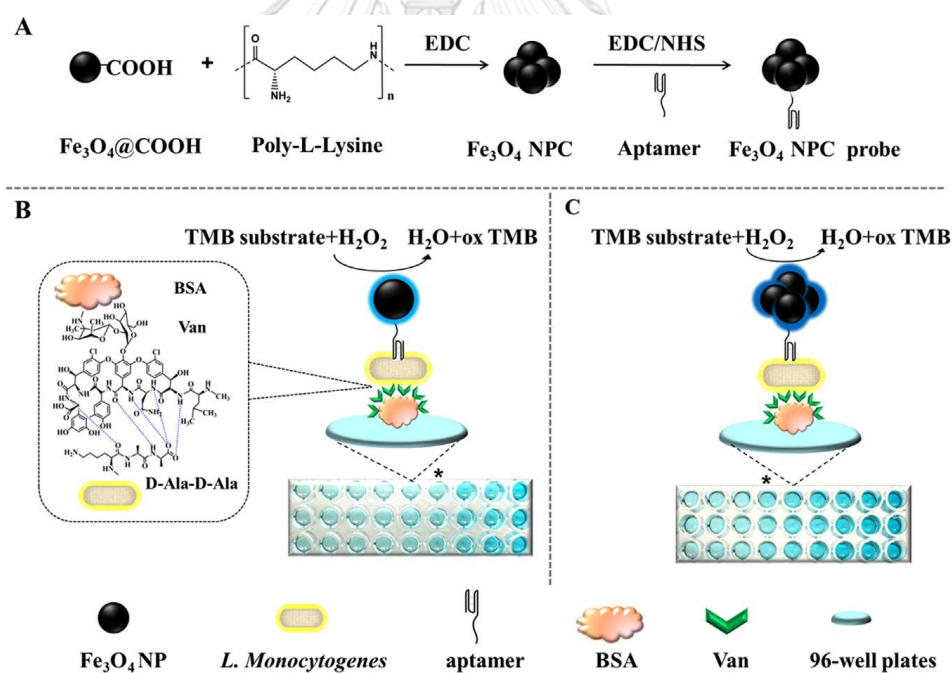 A
COOH
+
O
H
N
NH₂
n
EDC
EDC/NHS
Fe₃O₄@COOH
Poly-L-Lysine
Fe₃O₄ NPC
Aptamer
Fe₃O₄ NPC probe
B
TMB substrate+H₂O₂ H₂O+ox TMB
BSA
Van
D-Ala-D-Ala
*
C
TMB substrate+H₂O₂ H₂O+ox TMB
*
Fe₃O₄ NP
L. Monocytogenes
aptamer
BSA
Van
96-well plates